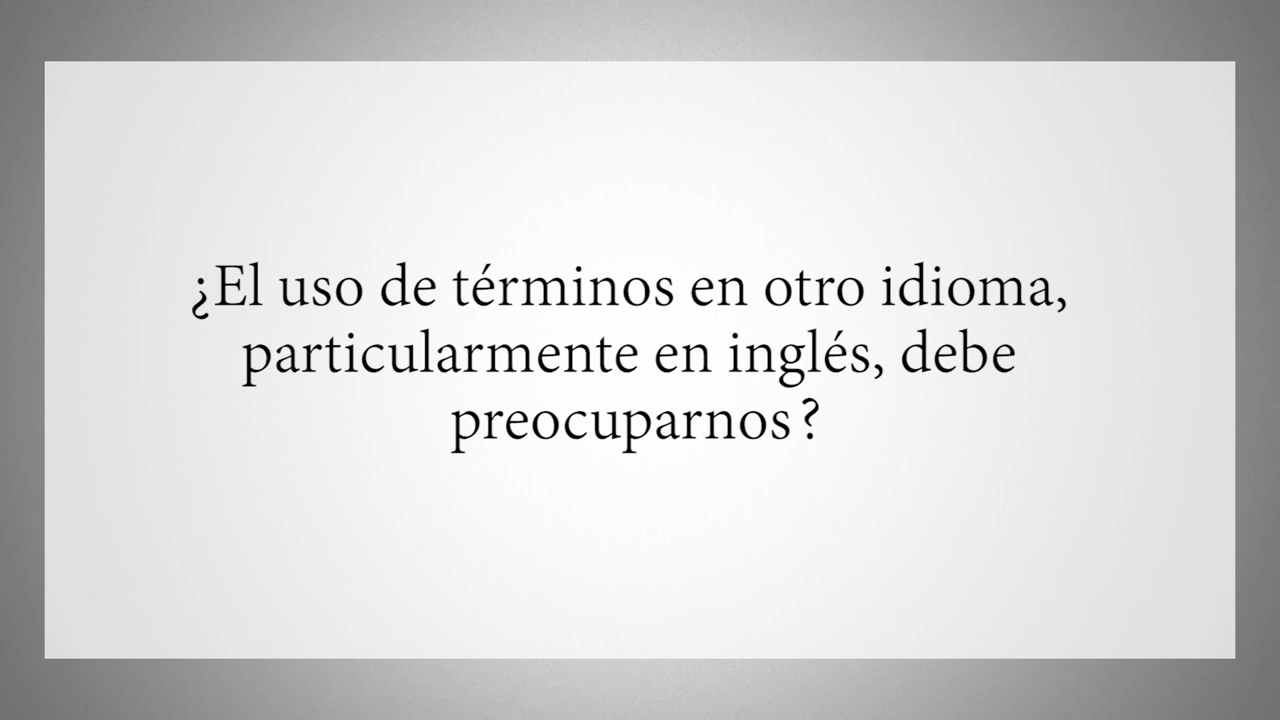 ¿El uso de términos en otro idioma,
particularmente en inglés, debe
preocuparnos?